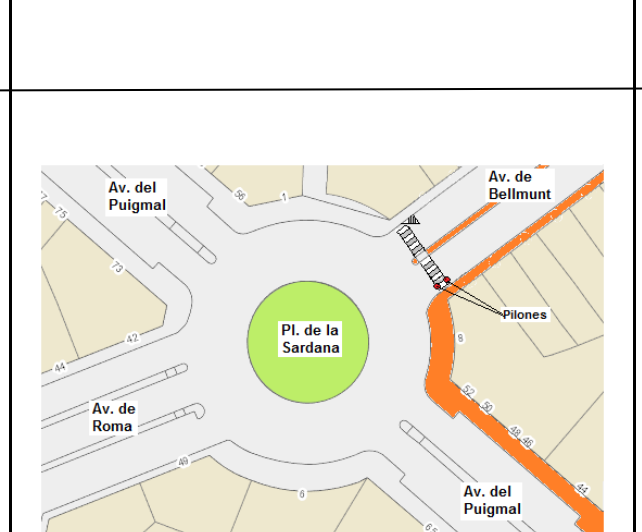 Av. del
Puigmal
Av. de
Bellmunt
56
1
75
73
Pilones
Pl. de la
Sardana
42
44
8
Av. de
Roma
52
50
48
46
49
44
6
Av. del
Puigmal